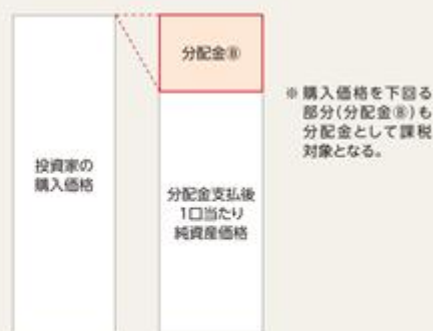 分配金Ⓑ
※購入価格を下回る
部分(分配金Ⓑ)も
分配金として課税
対象となる。
投資家の
購入価格
分配金支払後
1口当たり
純資産価格